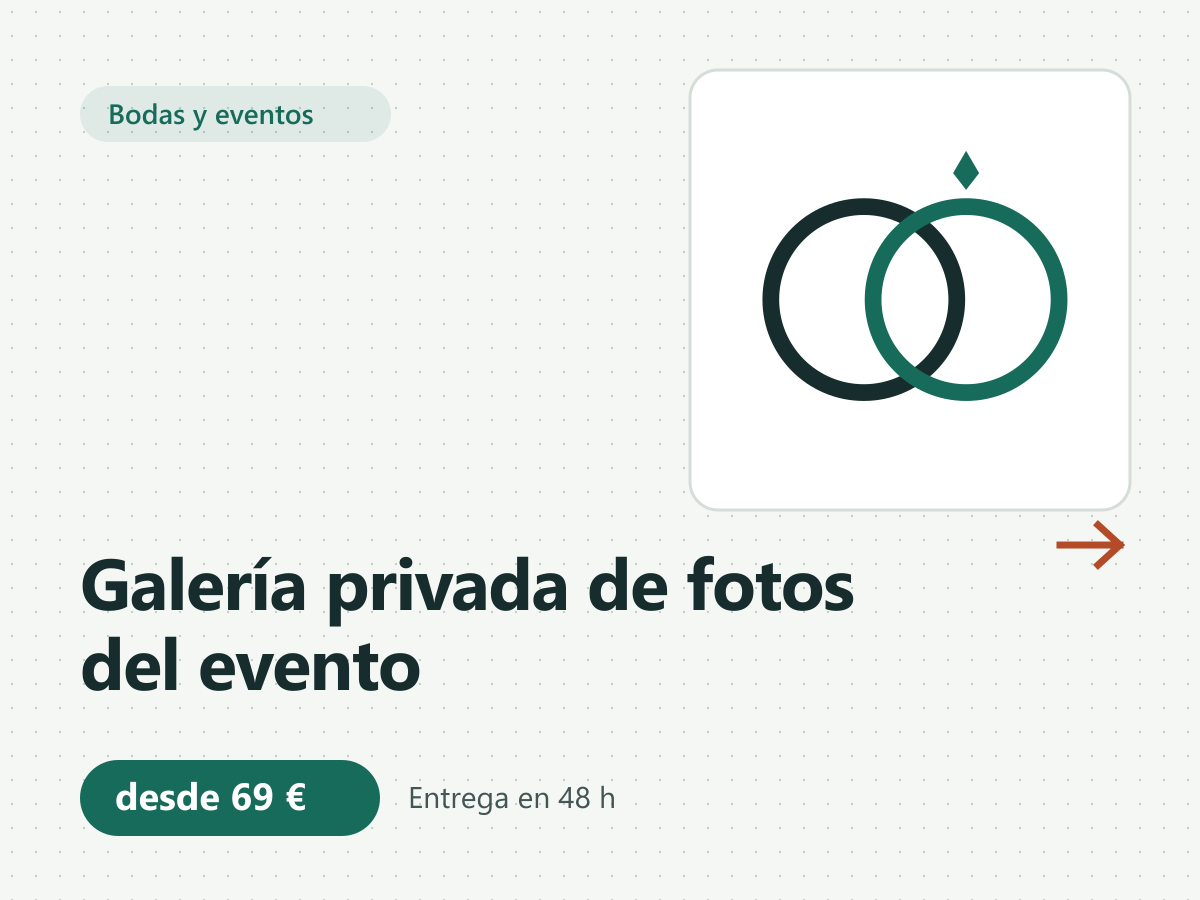 Bodas y eventos
Galería privada de fotos
del evento
desde 69 €
Entrega en 48 h